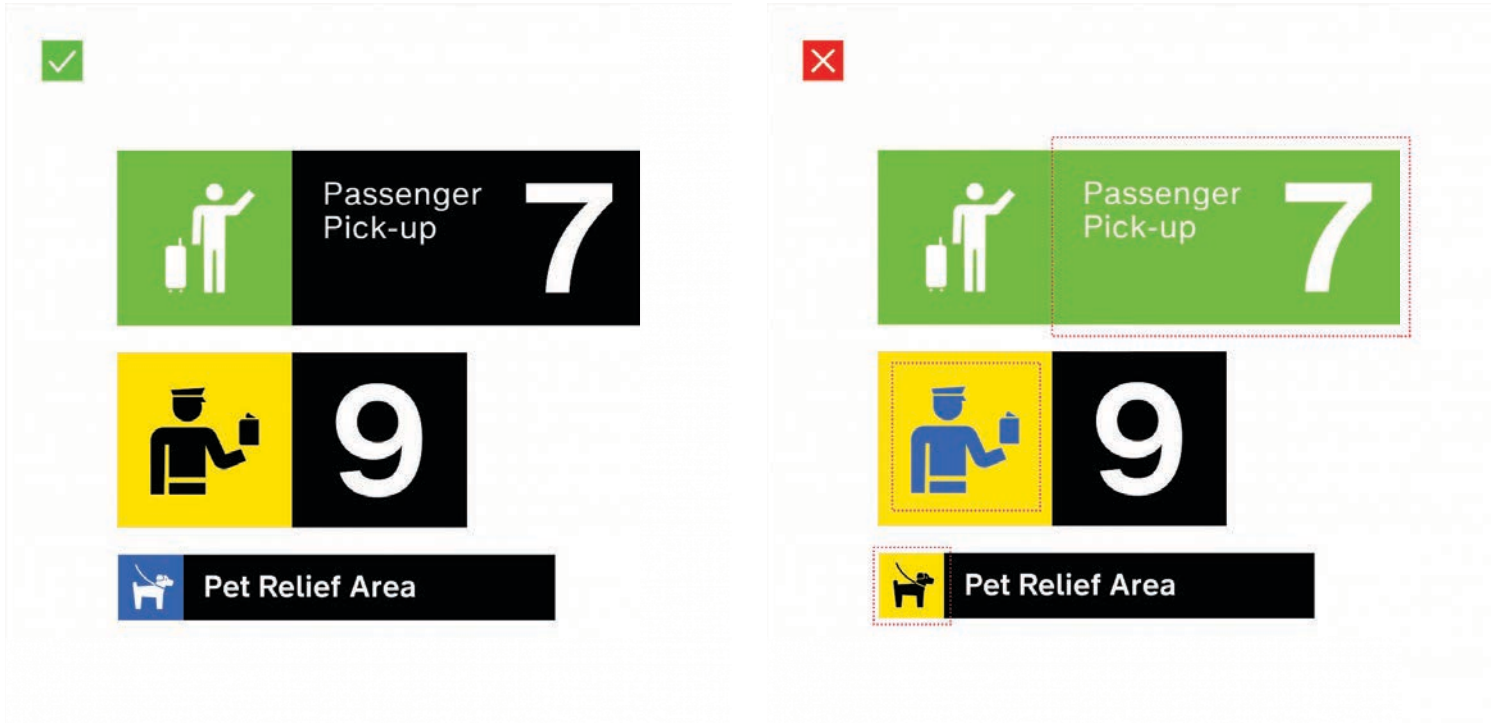 Passenger
Pick-up
7
9
Pet Relief Area
Passenger
Pick-up
7
9
Pet Relief Area